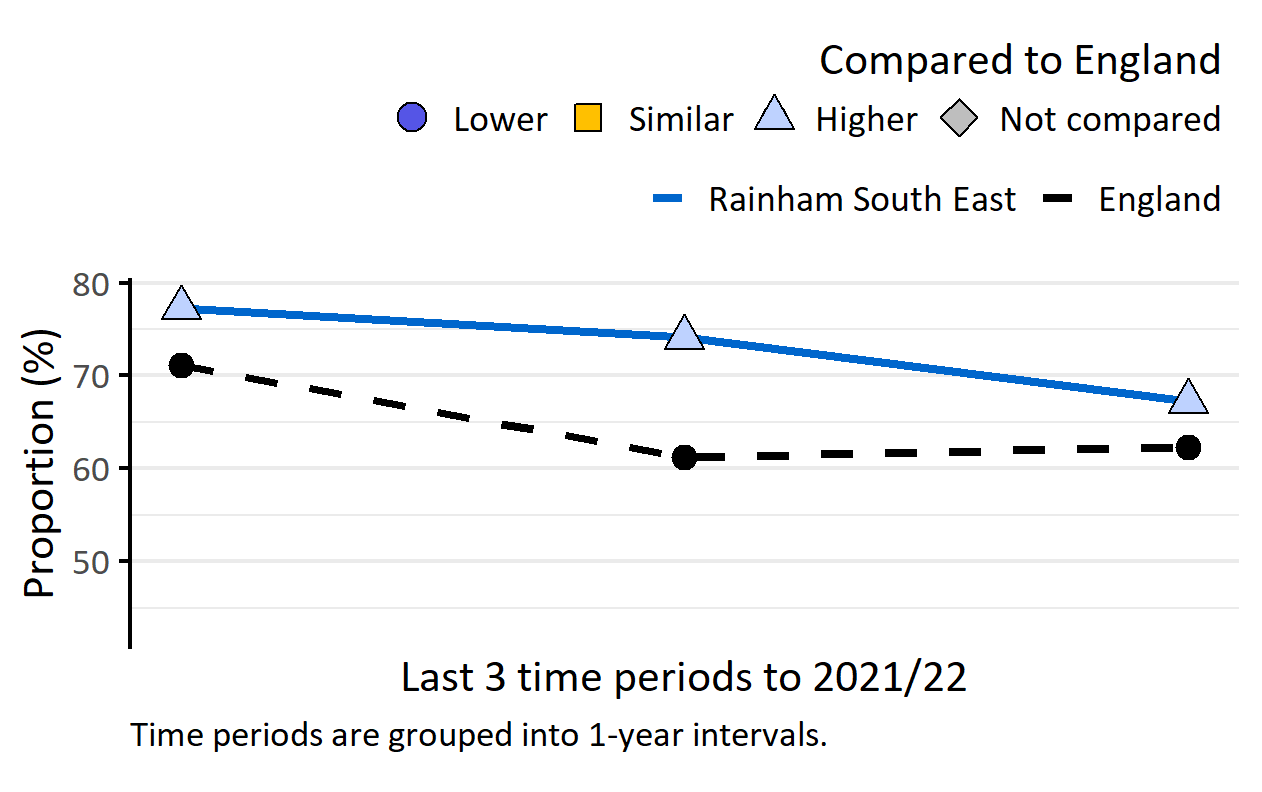 Compared to England
Lower Similar Higher Not compared
Rainham South East England
80
70
60
50
Proportion (%)
Last 3 time periods to 2021/22
Time periods are grouped into 1-year intervals.